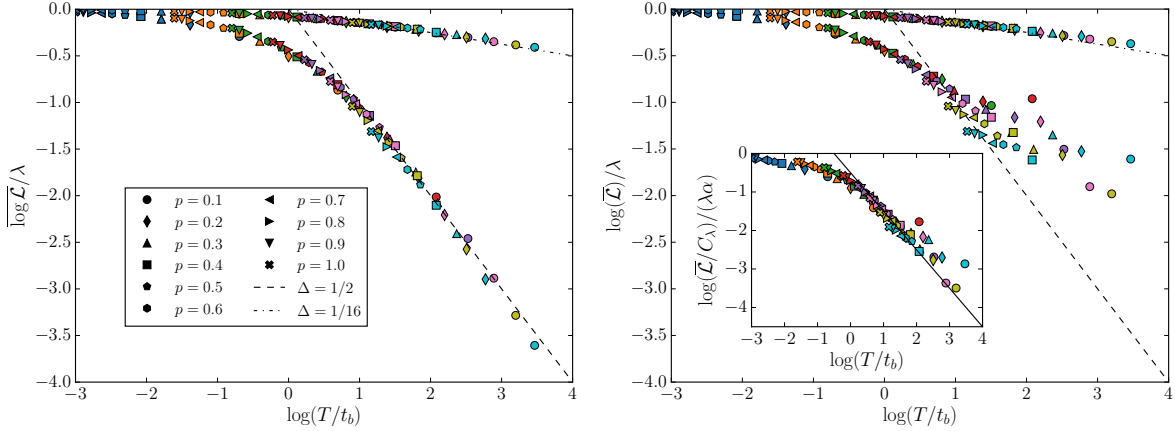 0.0
−0.5
−1.0
−1.5
−2.0
−2.5
−3.0
−3.5
−4.0
−3 −2 −1 0 1 2 3 4
log(T/t_b)
\overline{log ℒ}/λ
p = 0.1
p = 0.2
p = 0.3
p = 0.4
p = 0.5
p = 0.6
p = 0.7
p = 0.8
p = 0.9
p = 1.0
Δ = 1/2
Δ = 1/16
0.0
−0.5
−1.0
−1.5
−2.0
−2.5
−3.0
−3.5
−4.0
−3 −2 −1 0 1 2 3 4
log(T/t_b)
log(\overline{ℒ})/λ
0
−1
−2
−3
−4
−3 −2 −1 0 1 2 3 4
log(T/t_b)
log(\overline{ℒ}/C_λ)/(λα)